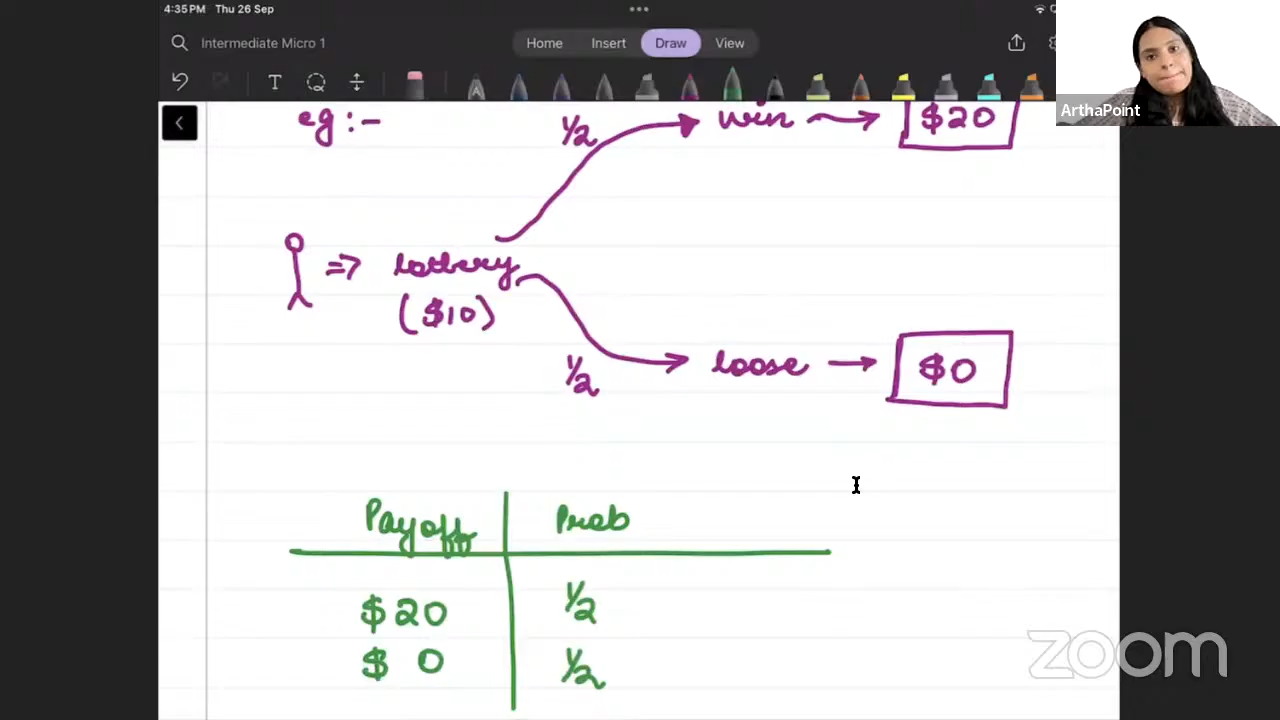 4:35 PM Thu 26 Sep
Intermediate Micro 1
Home Insert Draw View
ArthaPoint
eg :-
1/2
win
$20
lottery
($10)
1/2
loose
$0
Payoff Prob
$20 1/2
$ 0 1/2
zoom